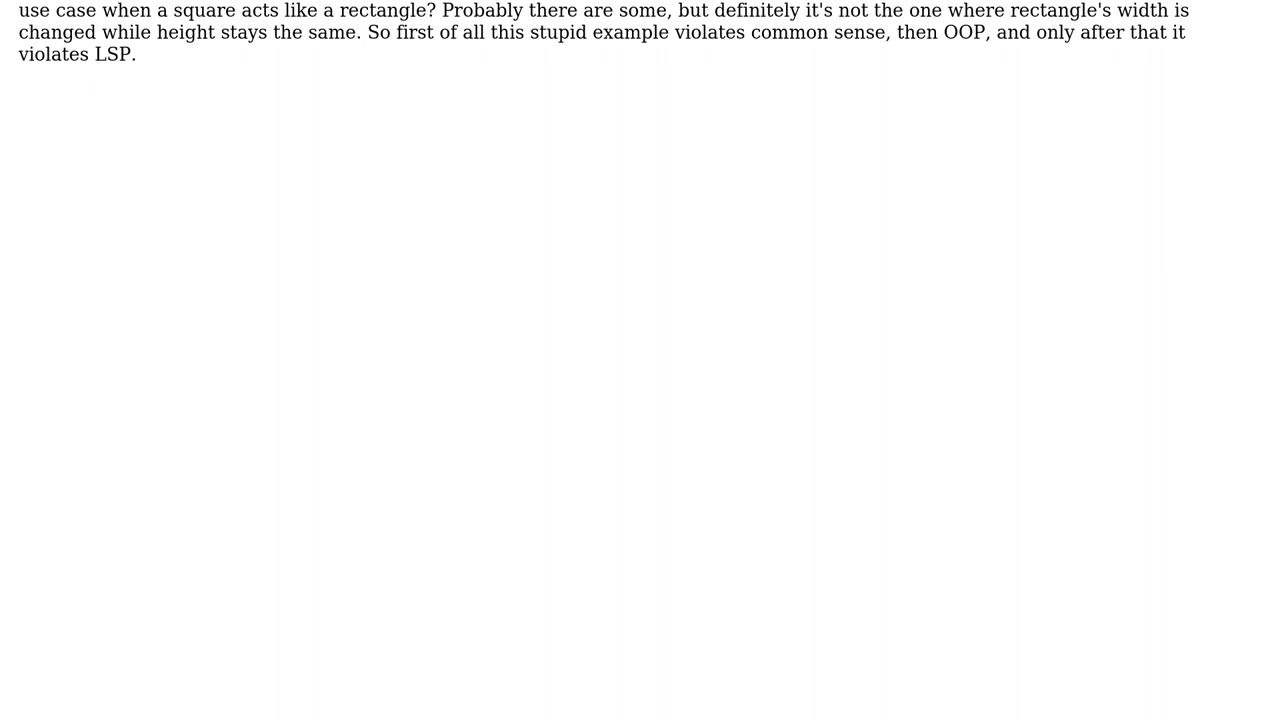 use case when a square acts like a rectangle? Probably there are some, but definitely it's not the one where rectangle's width is
changed while height stays the same. So first of all this stupid example violates common sense, then OOP, and only after that it
violates LSP.